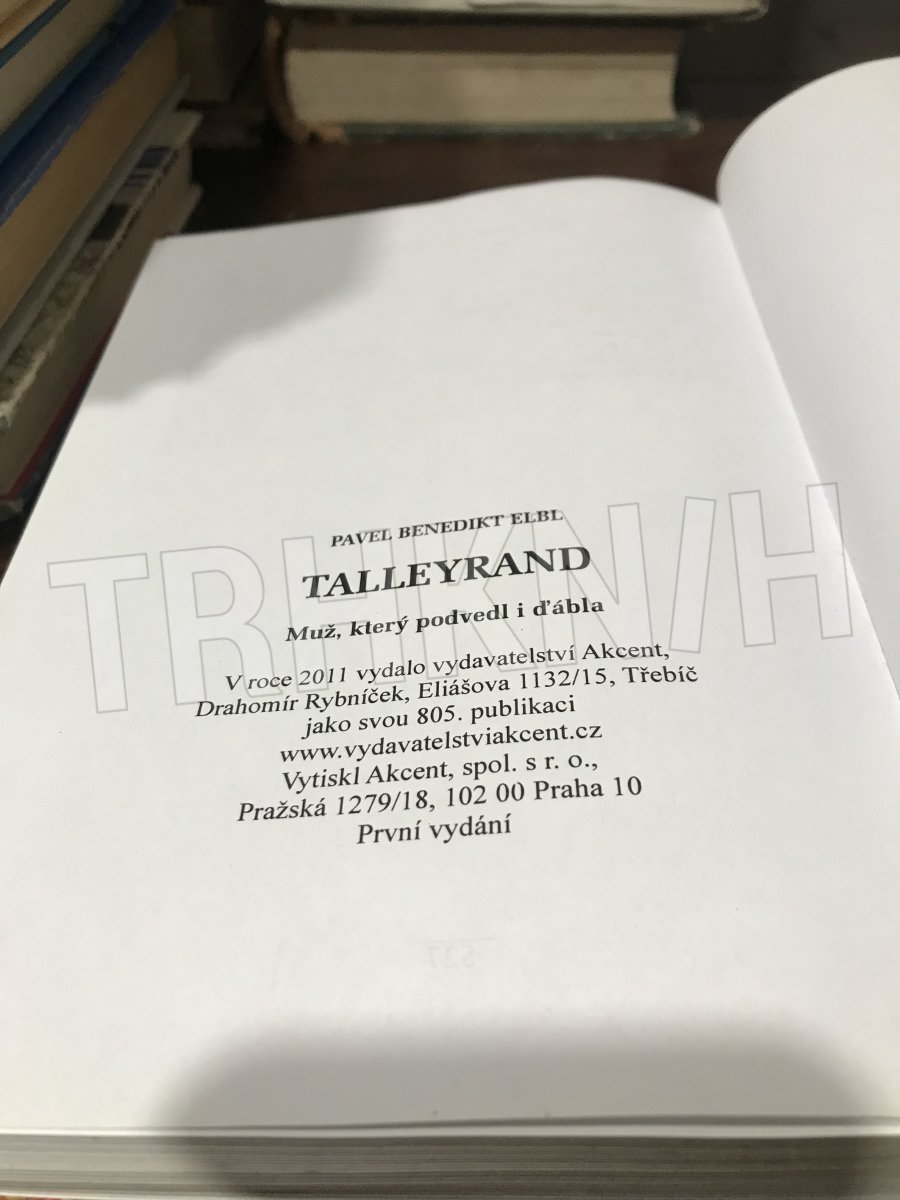 PAVEL BENEDIKT ELBL
TALLEYRAND
Muž, který podvedl i ďábla
V roce 2011 vydalo vydavatelství Akcent,
Drahomír Rybníček, Eliášova 1132/15, Třebíč
jako svou 805. publikaci
www.vydavatelstviakcent.cz
Vytiskl Akcent, spol. s r. o.,
Pražská 1279/18, 102 00 Praha 10
První vydání
TRHKN/H